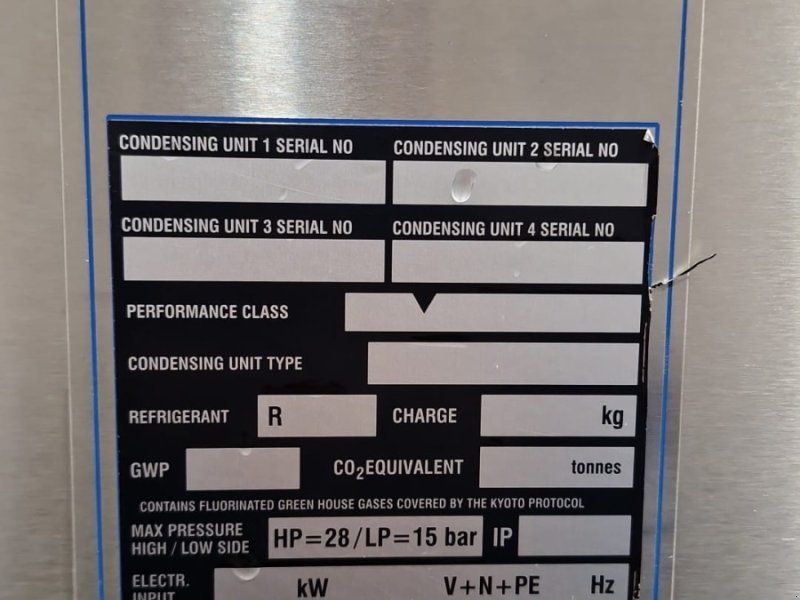 CONDENSING UNIT 1 SERIAL NO CONDENSING UNIT 2 SERIAL NO
CONDENSING UNIT 3 SERIAL NO CONDENSING UNIT 4 SERIAL NO
PERFORMANCE CLASS
CONDENSING UNIT TYPE
REFRIGERANT R CHARGE kg
GWP CO₂EQUIVALENT tonnes
CONTAINS FLUORINATED GREEN HOUSE GASES COVERED BY THE KYOTO PROTOCOL
MAX PRESSURE
HIGH / LOW SIDE HP=28/LP=15 bar IP
ELECTR.
INPUT kW V+N+PE Hz